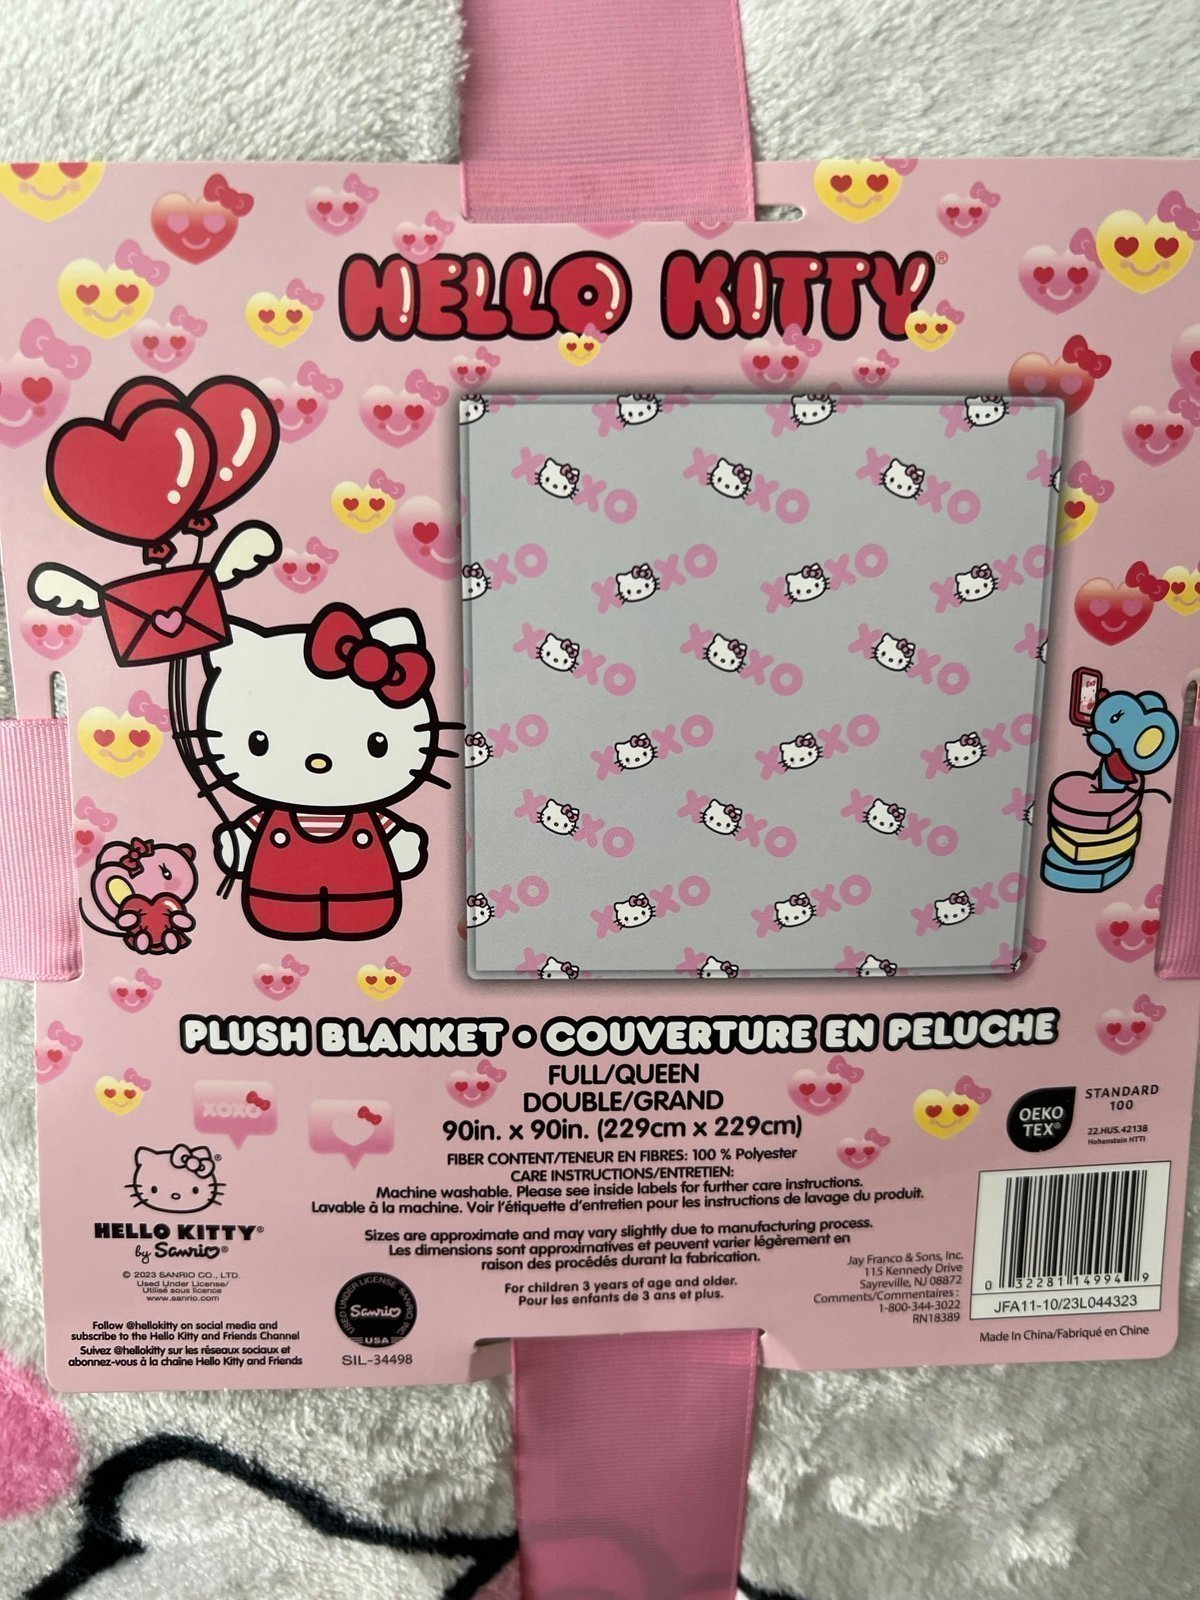 HELLO KITTY®
PLUSH BLANKET • COUVERTURE EN PELUCHE
FULL/QUEEN
DOUBLE/GRAND
90in. x 90in. (229cm x 229cm)
FIBER CONTENT/TENEUR EN FIBRES: 100 % Polyester
CARE INSTRUCTIONS/ENTRETIEN:
Machine washable. Please see inside labels for further care instructions.
Lavable à la machine. Voir l'étiquette d'entretien pour les instructions de lavage du produit.
Sizes are approximate and may vary slightly due to manufacturing process.
Les dimensions sont approximatives et peuvent varier légèrement en
raison des procédés durant la fabrication.
For children 3 years of age and older.
Pour les enfants de 3 ans et plus.
XOXO
HELLO KITTY®
by Sanrio®
© 2023 SANRIO CO., LTD.
Used Under License/
Utilisé sous licence
www.sanrio.com
Follow @hellokitty on social media and
subscribe to the Hello Kitty and Friends Channel
Suivez @hellokitty sur les réseaux sociaux et
abonnez-vous à la chaîne Hello Kitty and Friends
USED UNDER LICENSE SANRIO, INC.
Sanrio
USA
SIL-34498
OEKO
TEX®
STANDARD
100
22.HUS.42138
Hohenstein HTTI
Jay Franco & Sons, Inc.
115 Kennedy Drive
Sayreville, NJ 08872
Comments/Commentaires :
1-800-344-3022
RN18389
0 32281 14994 9
JFA11-10/23L044323
Made In China/Fabriqué en Chine